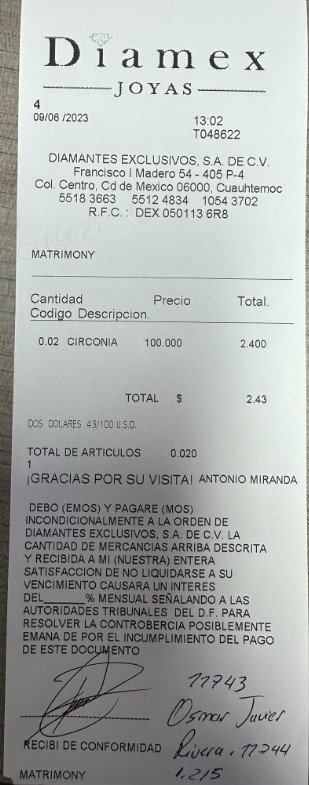 Diamex
JOYAS
4
09/06 /2023 13:02
T048622
DIAMANTES EXCLUSIVOS, S.A. DE C.V.
Francisco I Madero 54 - 405 P-4
Col. Centro, Cd de Mexico 06000, Cuauhtemoc
5518 3663 5512 4834 1054 3702
R.F.C. : DEX 050113 6R8
MATRIMONY
Cantidad Precio Total.
Codigo Descripcion.
0.02 CIRCONIA 100.000 2.400
TOTAL $ 2.43
DOS DOLARES 43/100 U.S.D.
TOTAL DE ARTICULOS 0.020
1
¡GRACIAS POR SU VISITA! ANTONIO MIRANDA
DEBO (EMOS) Y PAGARE (MOS)
INCONDICIONALMENTE A LA ORDEN DE
DIAMANTES EXCLUSIVOS, S.A. DE C.V. LA
CANTIDAD DE MERCANCIAS ARRIBA DESCRITA
Y RECIBIDA A MI (NUESTRA) ENTERA
SATISFACCION DE NO LIQUIDARSE A SU
VENCIMIENTO CAUSARA UN INTERES
DEL______% MENSUAL SEÑALANDO A LAS
AUTORIDADES TRIBUNALES DEL D.F. PARA
RESOLVER LA CONTROBERCIA POSIBLEMENTE
EMANA DE POR EL INCUMPLIMIENTO DEL PAGO
DE ESTE DOCUMENTO
11743
Osmar Javier
RECIBI DE CONFORMIDAD Rivera. 11744
MATRIMONY 1.215